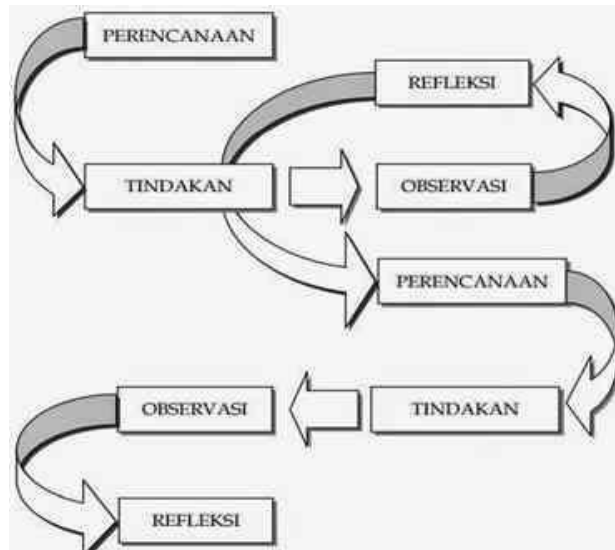 PERENCANAAN
REFLEKSI
TINDAKAN
OBSERVASI
PERENCANAAN
OBSERVASI
TINDAKAN
REFLEKSI